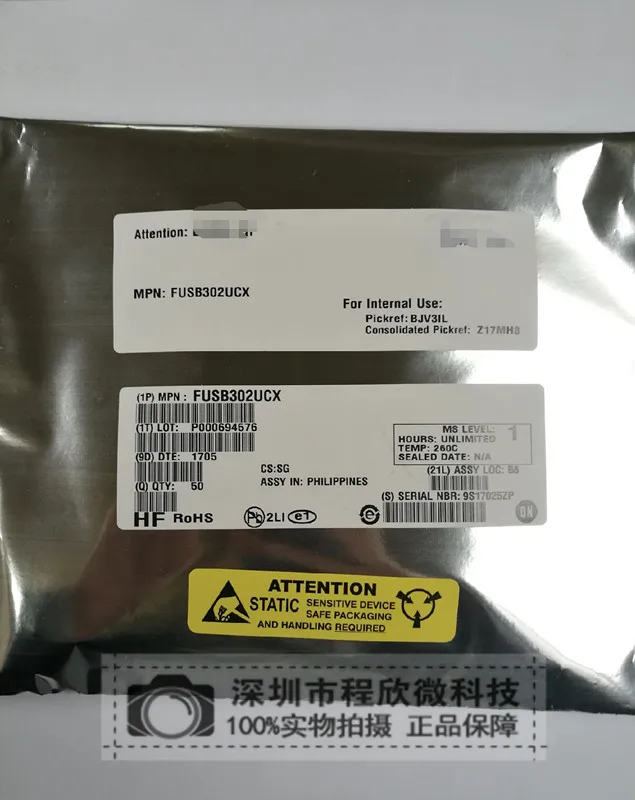 Attention:
MPN: FUSB302UCX
For Internal Use:
Pickref: BJV3IL
Consolidated Pickref: Z17MH8
(1P) MPN : FUSB302UCX
(1T) LOT: P000694576
(9D) DTE: 1705
(Q) QTY: 50
CS:SG
ASSY IN: PHILIPPINES
MS LEVEL: 1
HOURS: UNLIMITED
TEMP: 260C
SEALED DATE: N/A
(21L) ASSY LOC:
(S) SERIAL NBR: 9S17025ZP
HF RoHS
Pb 2LI e1
e
ON
ATTENTION
STATIC SENSITIVE DEVICE
SAFE PACKAGING
AND HANDLING REQUIRED
深圳市程欣微科技
100%实物拍摄 正品保障